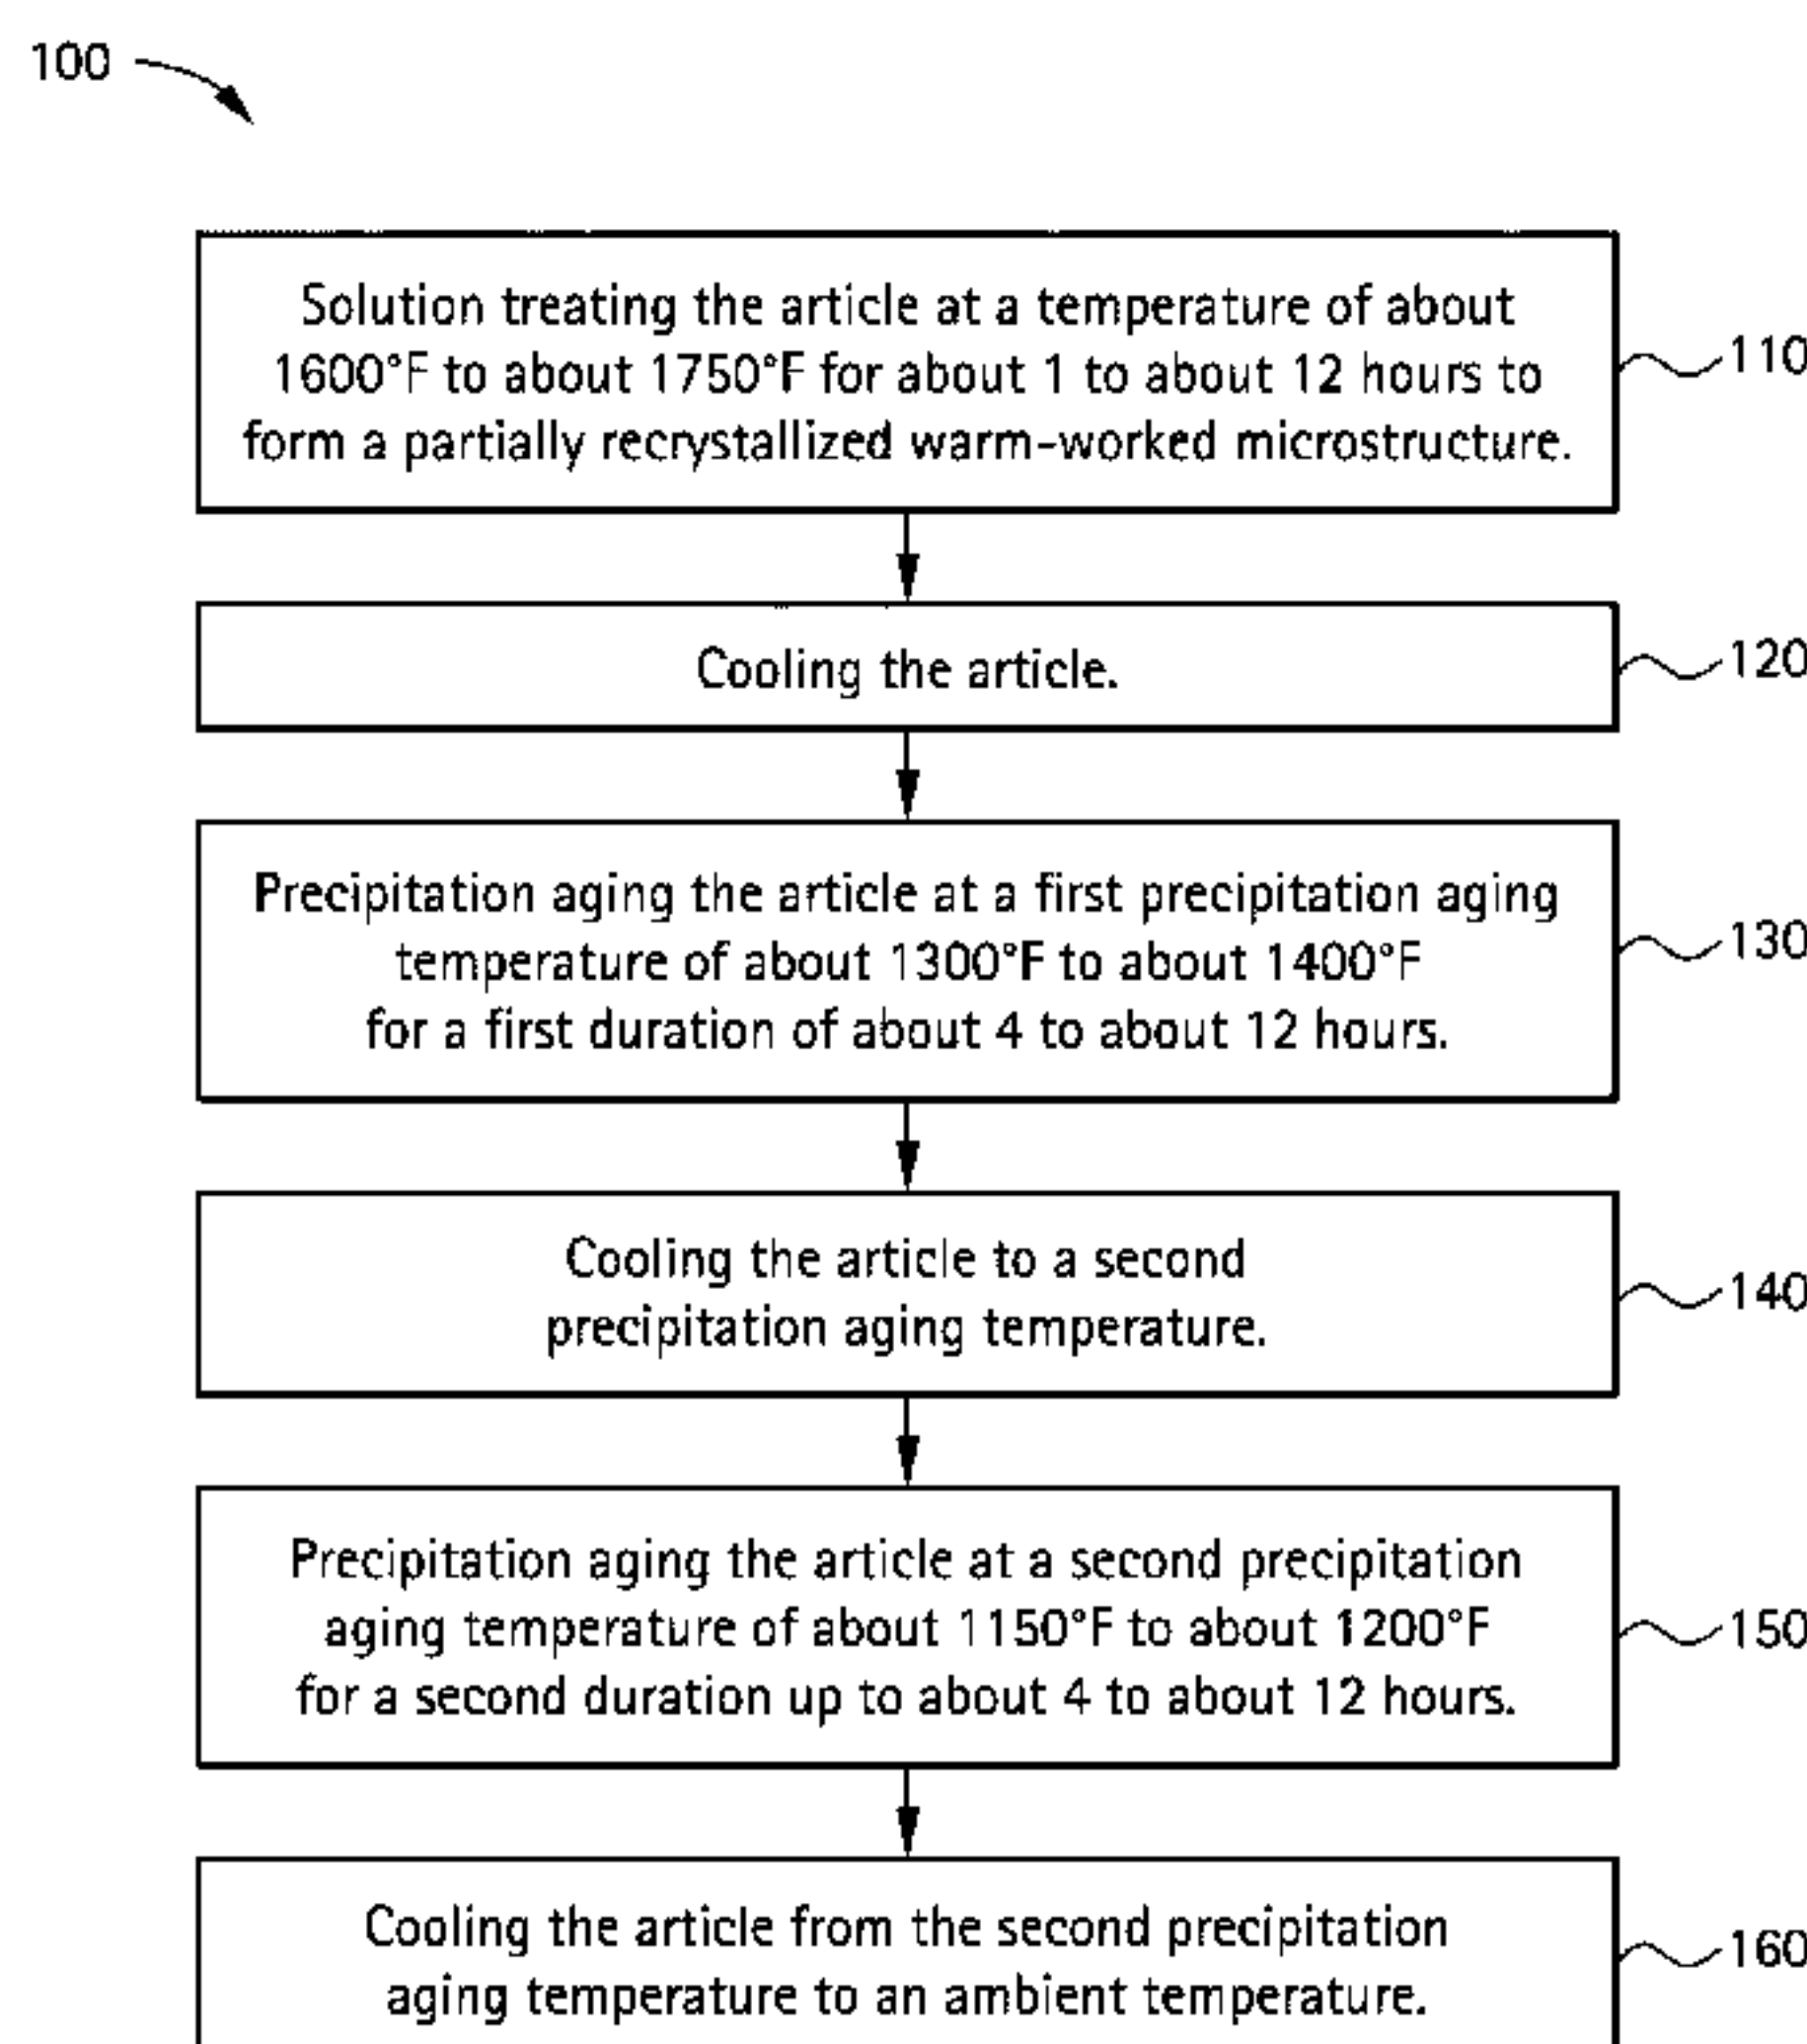 100
Solution treating the article at a temperature of about
1600°F to about 1750°F for about 1 to about 12 hours to
form a partially recrystallized warm-worked microstructure.
110
Cooling the article.
120
Precipitation aging the article at a first precipitation aging
temperature of about 1300°F to about 1400°F
for a first duration of about 4 to about 12 hours.
130
Cooling the article to a second
precipitation aging temperature.
140
Precipitation aging the article at a second precipitation
aging temperature of about 1150°F to about 1200°F
for a second duration up to about 4 to about 12 hours.
150
Cooling the article from the second precipitation
aging temperature to an ambient temperature.
160